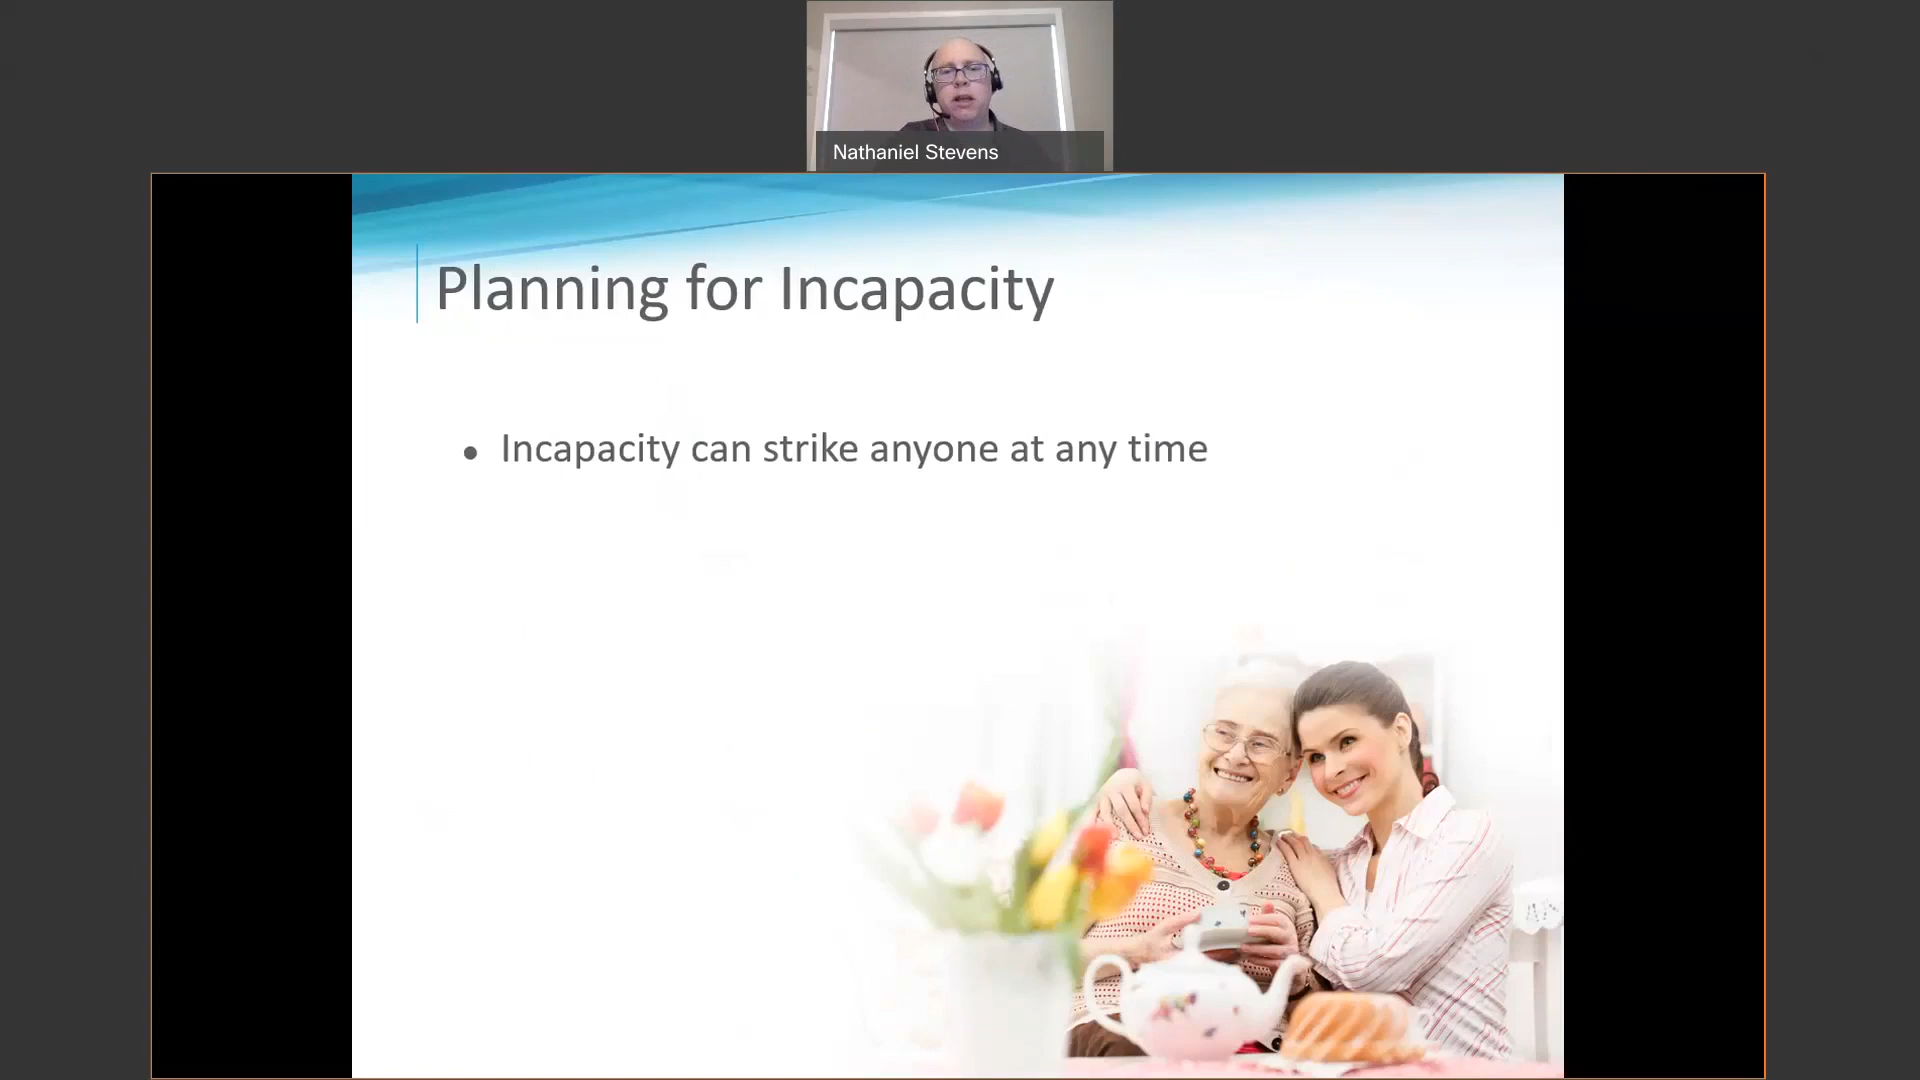 Nathaniel Stevens
Planning for Incapacity
● Incapacity can strike anyone at any time